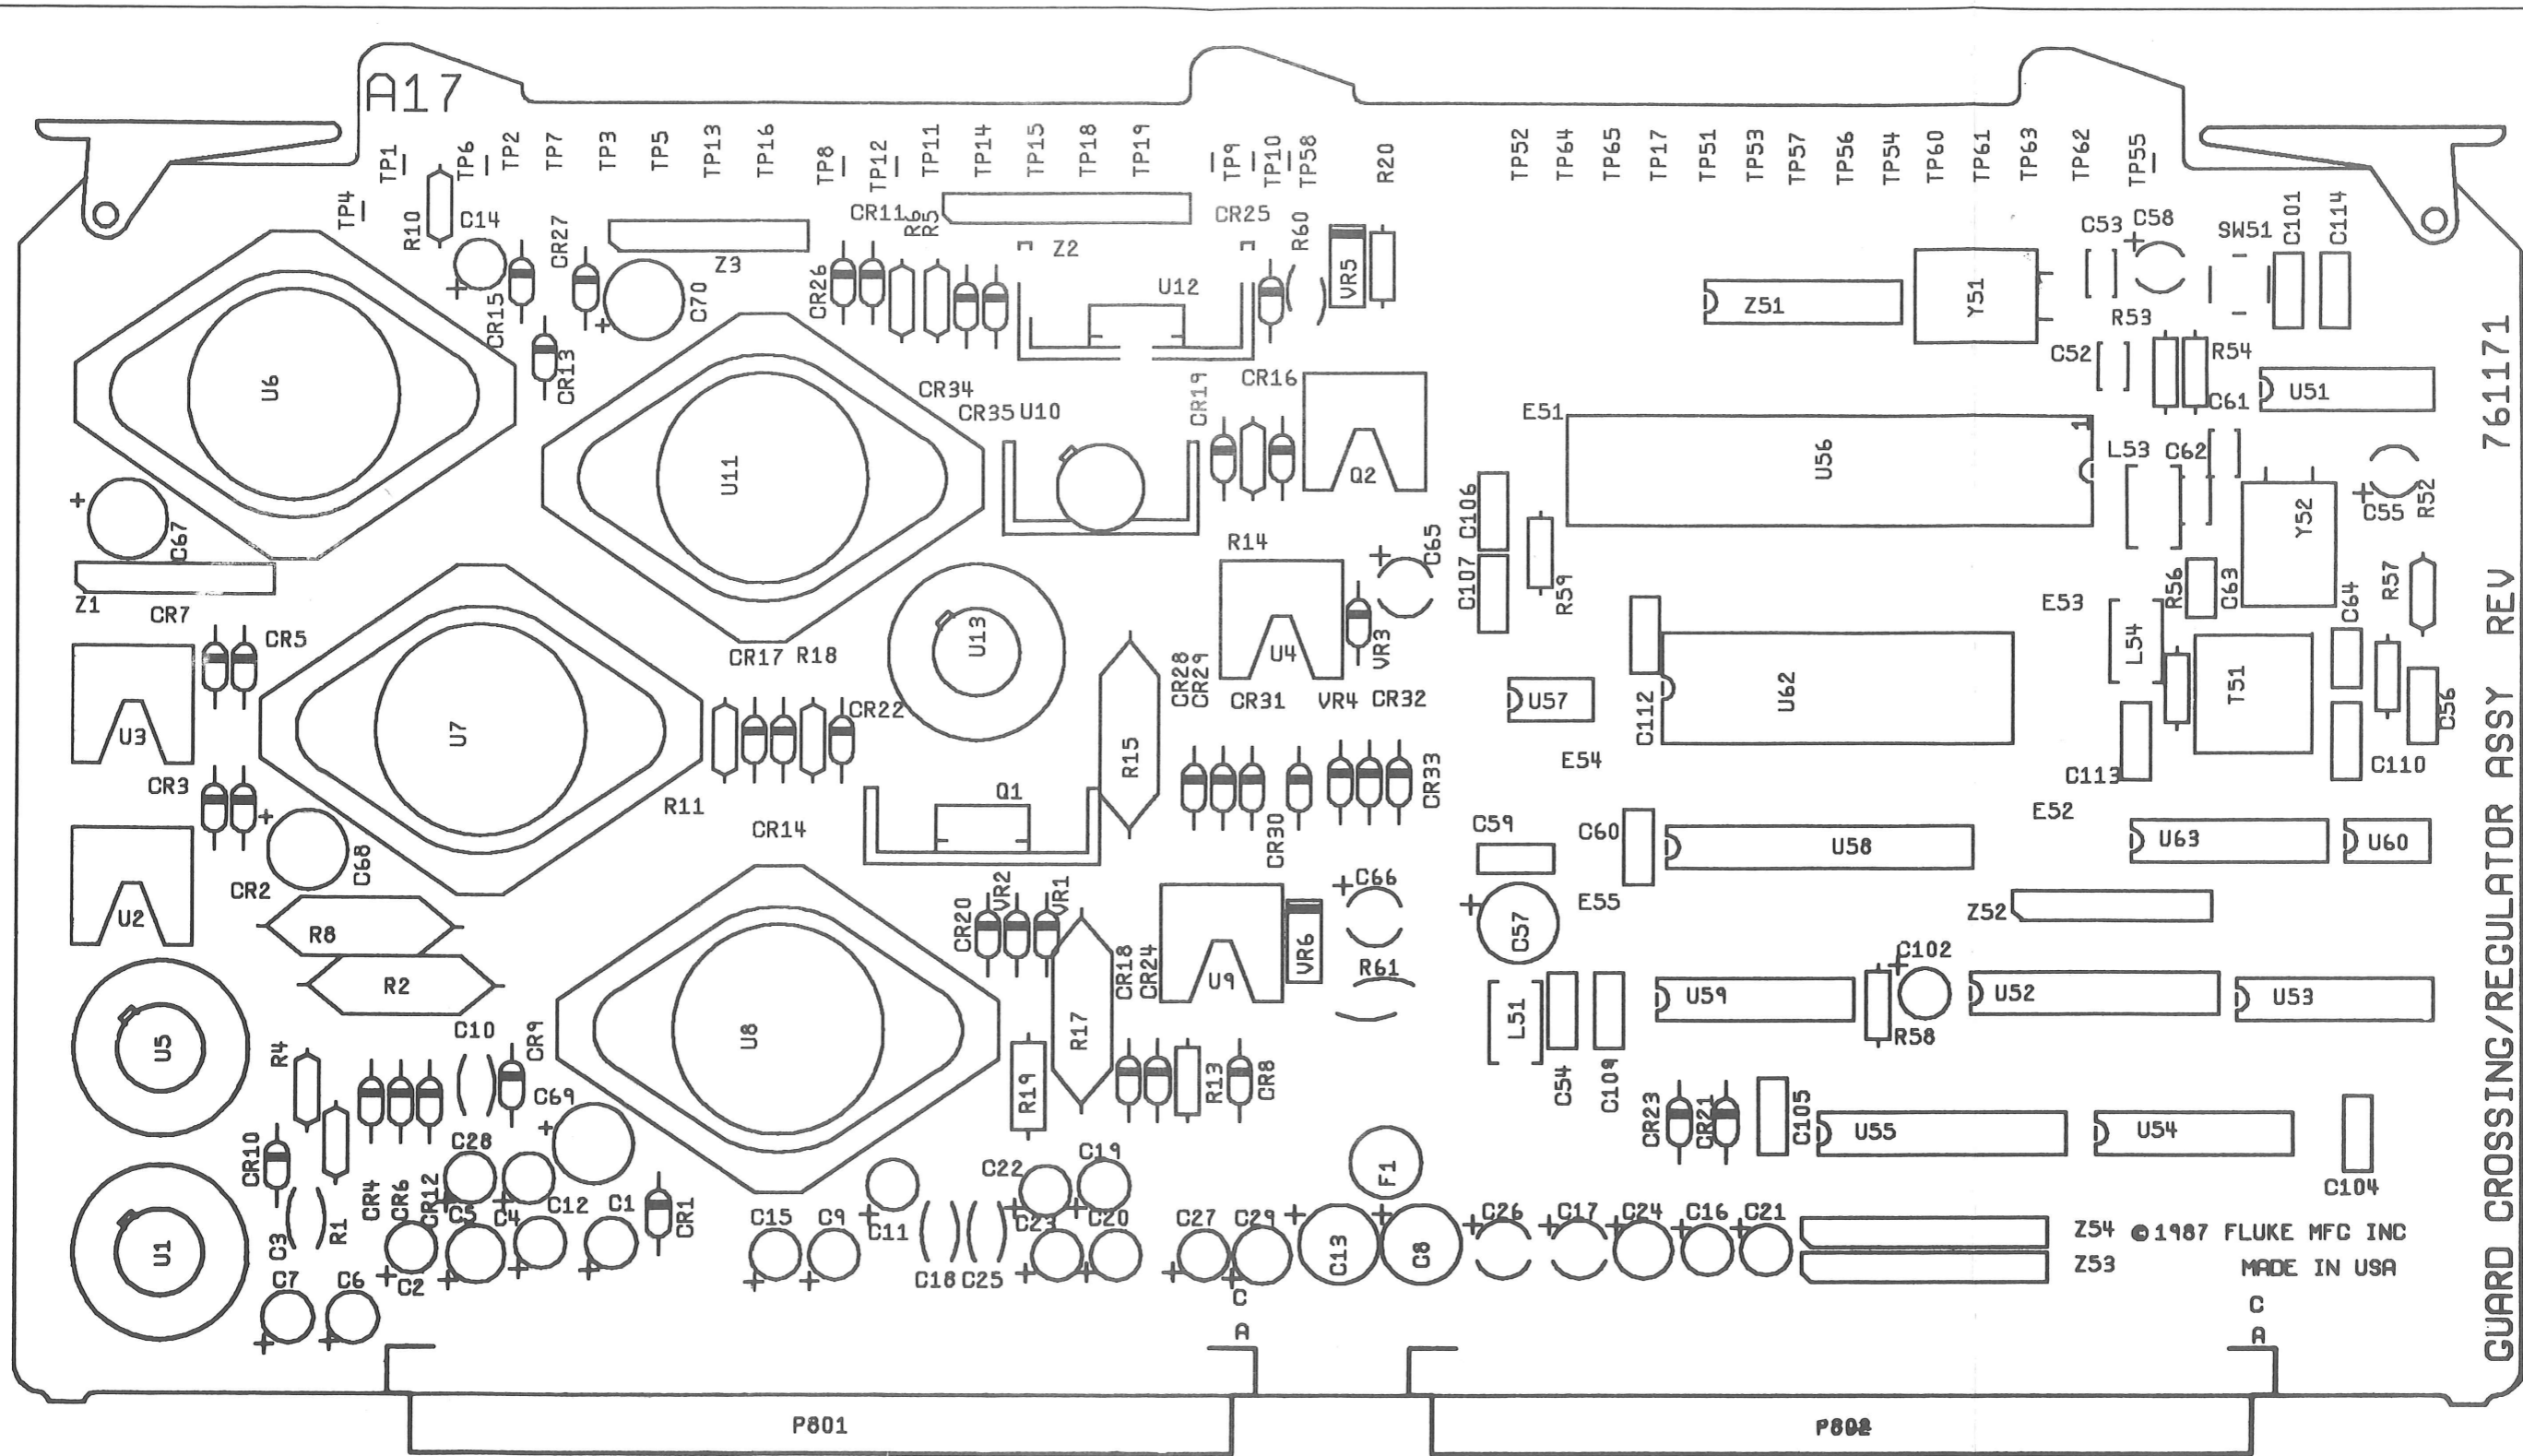 A17
TP1
TP6
TP2
TP7
TP3
TP5
TP13
TP16
TP8
TP12
TP11
TP14
TP15
TP18
TP19
TP9
TP10
TP58
R20
TP52
TP64
TP65
TP17
TP51
TP53
TP57
TP56
TP54
TP60
TP61
TP63
TP62
TP55
TP4
R10
C14
CR27
CR11
R6
R5
CR25
R60
C53
C58
SW51
C101
C114
Z3
Z2
CR15
C70
CR26
U12
VR5
Z51
Y51
R53
CR13
C52
R54
U6
CR34
CR35
U10
CR19
CR16
E51
1
C61
U51
U11
Q2
U56
L53
C62
Y52
C55
R52
C67
C106
R14
C65
C107
R59
Z1
CR7
CR5
U13
U4
VR3
E53
R56
C63
C64
R57
L54
CR17
R18
CR28
CR29
CR31
VR4
CR32
U3
U7
CR22
R15
U57
C112
U62
T51
C56
E54
C113
C110
CR3
R11
Q1
CR33
CR14
CR30
C59
C60
E52
U58
U63
U60
C68
CR2
U2
R8
CR20
VR2
VR1
C66
C57
E55
Z52
R2
CR18
CR24
U9
VR6
R61
C102
U59
U52
U53
R58
U5
C10
CR9
U8
R17
L51
C54
C109
R4
C69
R19
R13
CR8
CR23
CR21
C105
U55
U54
CR10
C28
C22
C19
F1
C104
CR4
CR6
CR12
C5
C4
C12
C1
CR1
C15
C9
C11
C23
C20
C27
C29
C13
C8
C26
C17
C24
C16
C21
U1
C3
R1
C7
C6
C2
C18
C25
Z54
©1987 FLUKE MFG INC
Z53
MADE IN USA
C
A
C
A
P801
GUARD CROSSING/REGULATOR ASSY REV 7611171